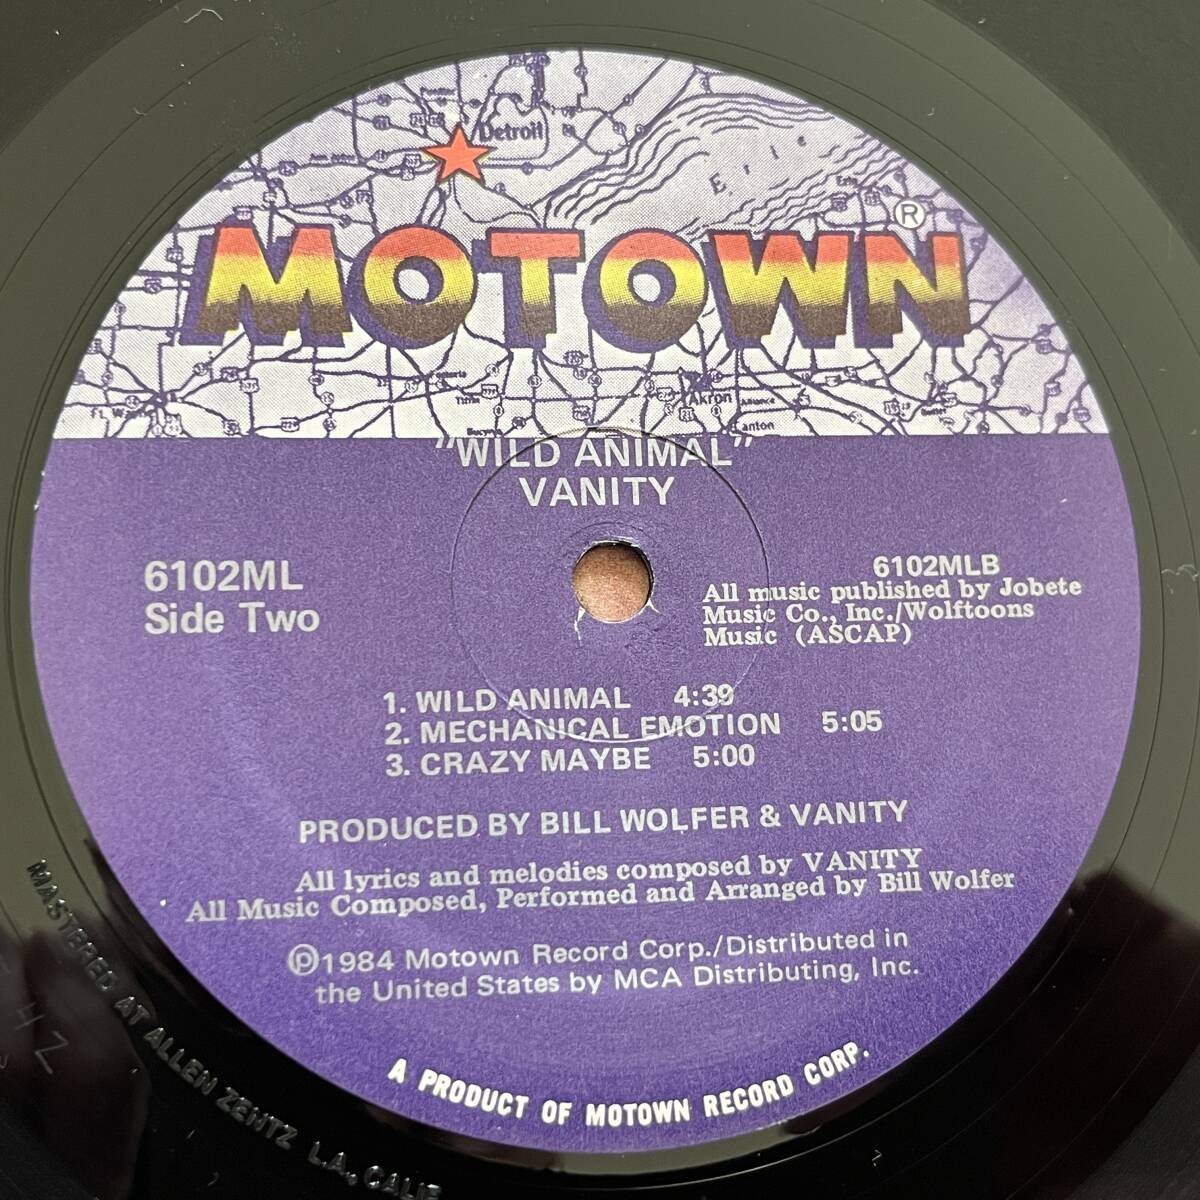 Detroit
Erie
®
MOTOWN
Akron
"WILD ANIMAL"
VANITY
6102ML
Side Two
6102MLB
All music published by Jobete
Music Co., Inc./Wolftoons
Music (ASCAP)
1. WILD ANIMAL 4:39
2. MECHANICAL EMOTION 5:05
3. CRAZY MAYBE 5:00
PRODUCED BY BILL WOLFER & VANITY
All lyrics and melodies composed by VANITY
All Music Composed, Performed and Arranged by Bill Wolfer
℗1984 Motown Record Corp./Distributed in
the United States by MCA Distributing, Inc.
A PRODUCT OF MOTOWN RECORD CORP.
MASTERED AT ALLEN ZENTZ L.A., CALIF